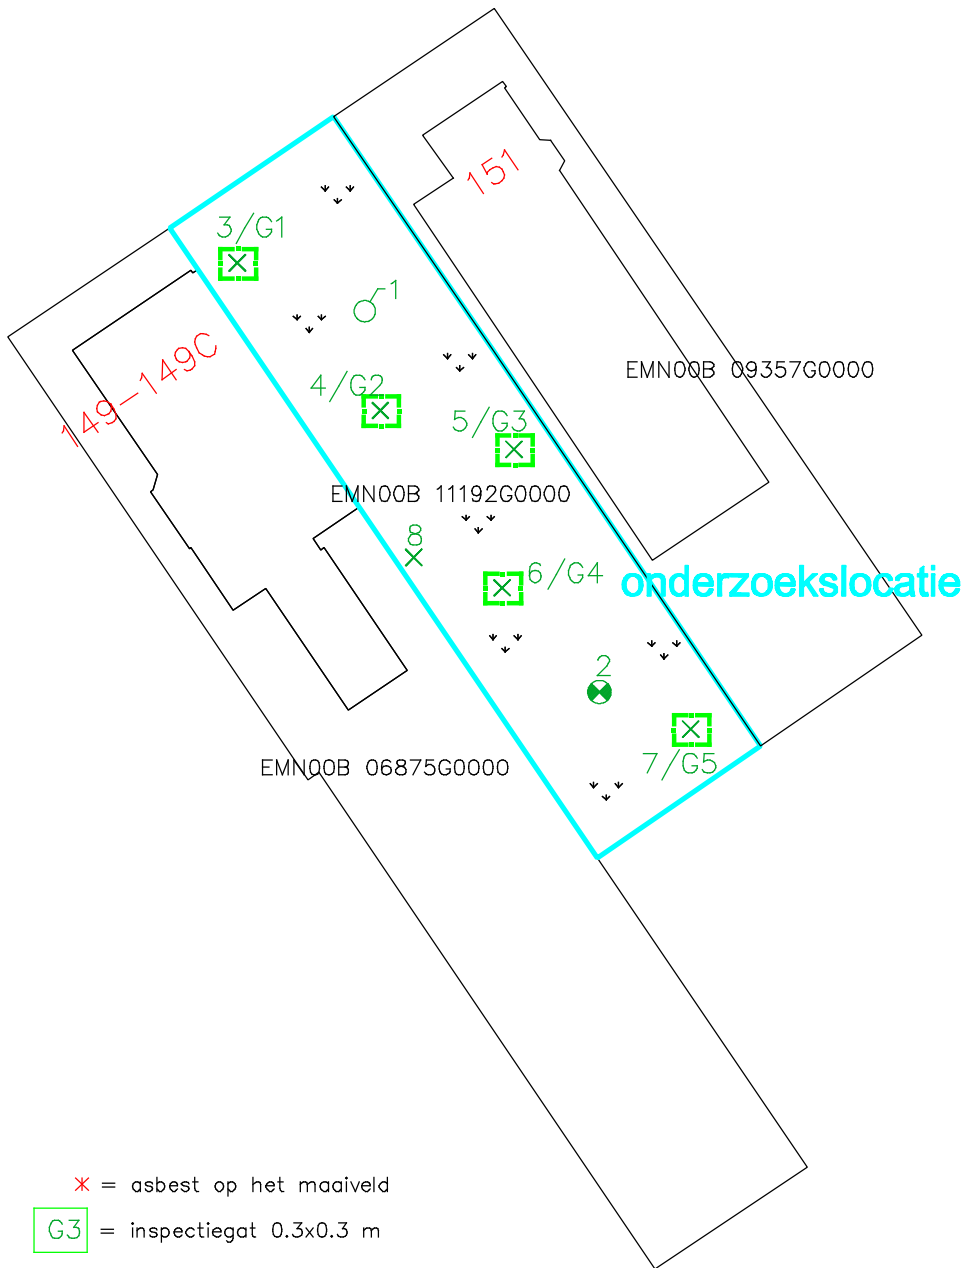 151
3/G1
1
149-149C
EMN00B 09357G0000
4/G2
5/G3
EMN00B 11192G0000
8
6/G4
onderzoekslocatie
2
7/G5
EMN00B 06875G0000
= asbest op het maaiveld
G3 = inspectiegat 0.3x0.3 m